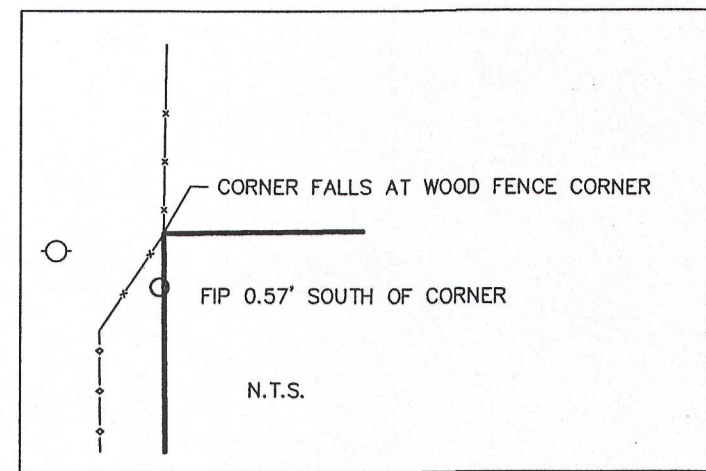 CORNER FALLS AT WOOD FENCE CORNER
FIP 0.57' SOUTH OF CORNER
N.T.S.